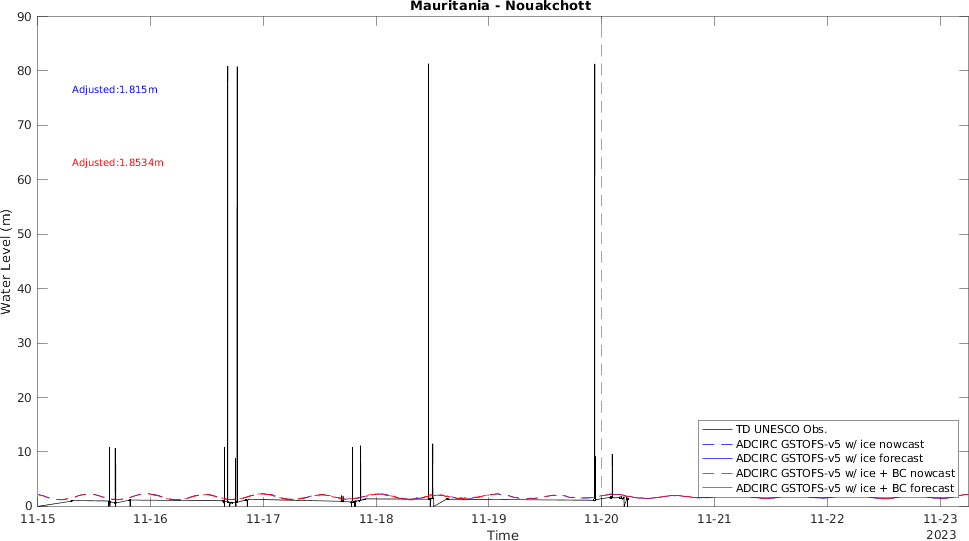 Mauritania - Nouakchott
90
80
70
60
50
40
30
20
10
0
Water Level (m)
Adjusted:1.815m
Adjusted:1.8534m
TD UNESCO Obs.
ADCIRC GSTOFS-v5 w/ ice nowcast
ADCIRC GSTOFS-v5 w/ ice forecast
ADCIRC GSTOFS-v5 w/ ice + BC nowcast
ADCIRC GSTOFS-v5 w/ ice + BC forecast
11-15 11-16 11-17 11-18 11-19 11-20 11-21 11-22 11-23
Time
2023